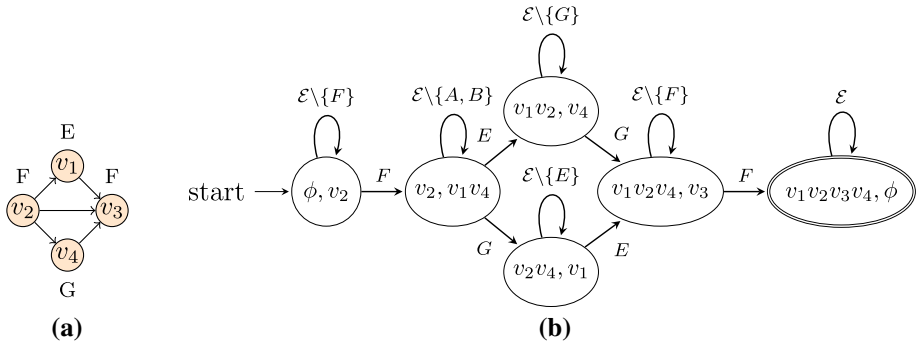 E
F
F
v₁
v₂
v₃
v₄
G
(a)
ℰ\{G}
ℰ\{F}
ℰ\{A, B}
v₁v₂, v₄
ℰ\{F}
ℰ
E
G
ℰ\{E}
start
ϕ, v₂
F
v₂, v₁v₄
v₁v₂v₄, v₃
F
v₁v₂v₃v₄, ϕ
G
E
v₂v₄, v₁
(b)